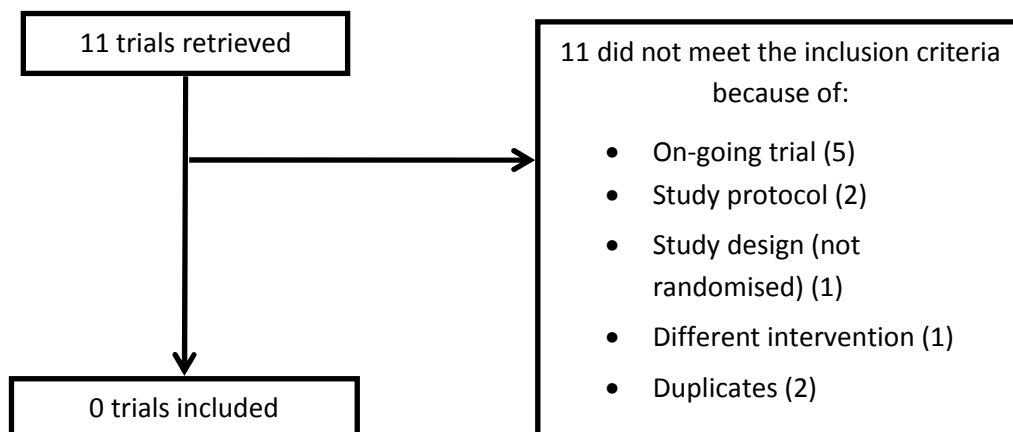 11 trials retrieved
11 did not meet the inclusion criteria
because of:
• On-going trial (5)
• Study protocol (2)
• Study design (not
randomised) (1)
• Different intervention (1)
• Duplicates (2)
0 trials included